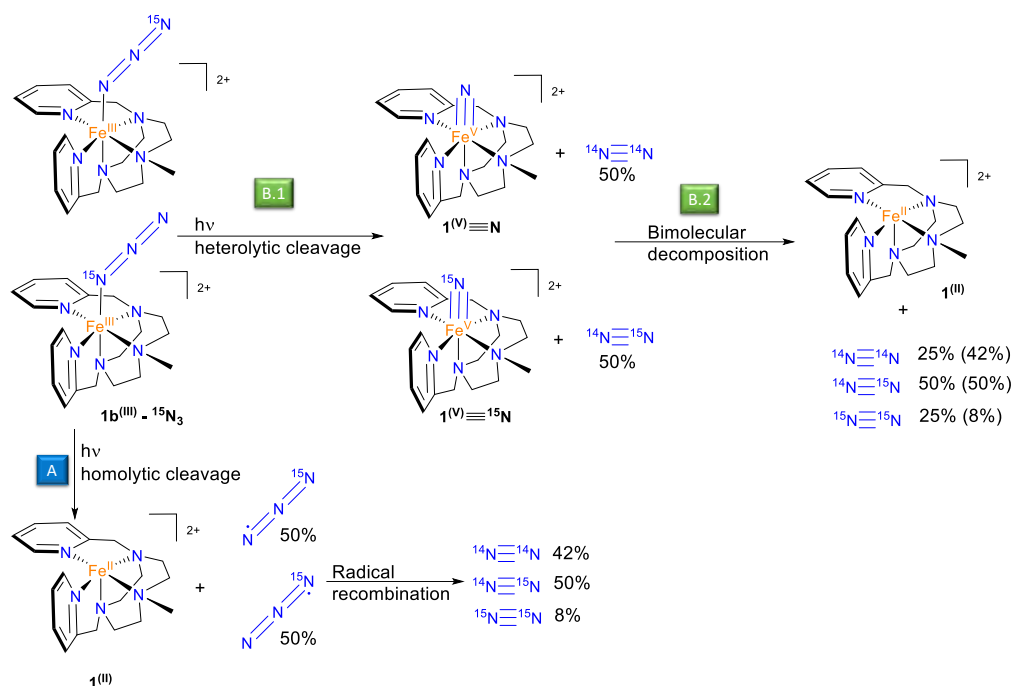 ¹⁵N
N
N
2+
N
N
Fe^III
N
N
N
N
2+
N
N
Fe^V
N
N
N
+
¹⁴N ¹⁴N
50%
1^(V) N
B.1
hν
heterolytic cleavage
N
N
¹⁵N
2+
N
N
Fe^III
N
N
N
1b^(III) - ¹⁵N₃
¹⁵N
2+
N
N
Fe^V
N
N
N
+
¹⁴N ¹⁵N
50%
1^(V) ¹⁵N
B.2
Bimolecular
decomposition
2+
N
N
Fe^II
N
N
N
1^(II)
+
¹⁴N ¹⁴N 25% (42%)
¹⁴N ¹⁵N 50% (50%)
¹⁵N ¹⁵N 25% (8%)
A
hν
homolytic cleavage
2+
N
N
Fe^II
N
N
N
1^(II)
+
¹⁵N
N
N
50%
¹⁵N
N
N
50%
Radical
recombination
¹⁴N ¹⁴N 42%
¹⁴N ¹⁵N 50%
¹⁵N ¹⁵N 8%